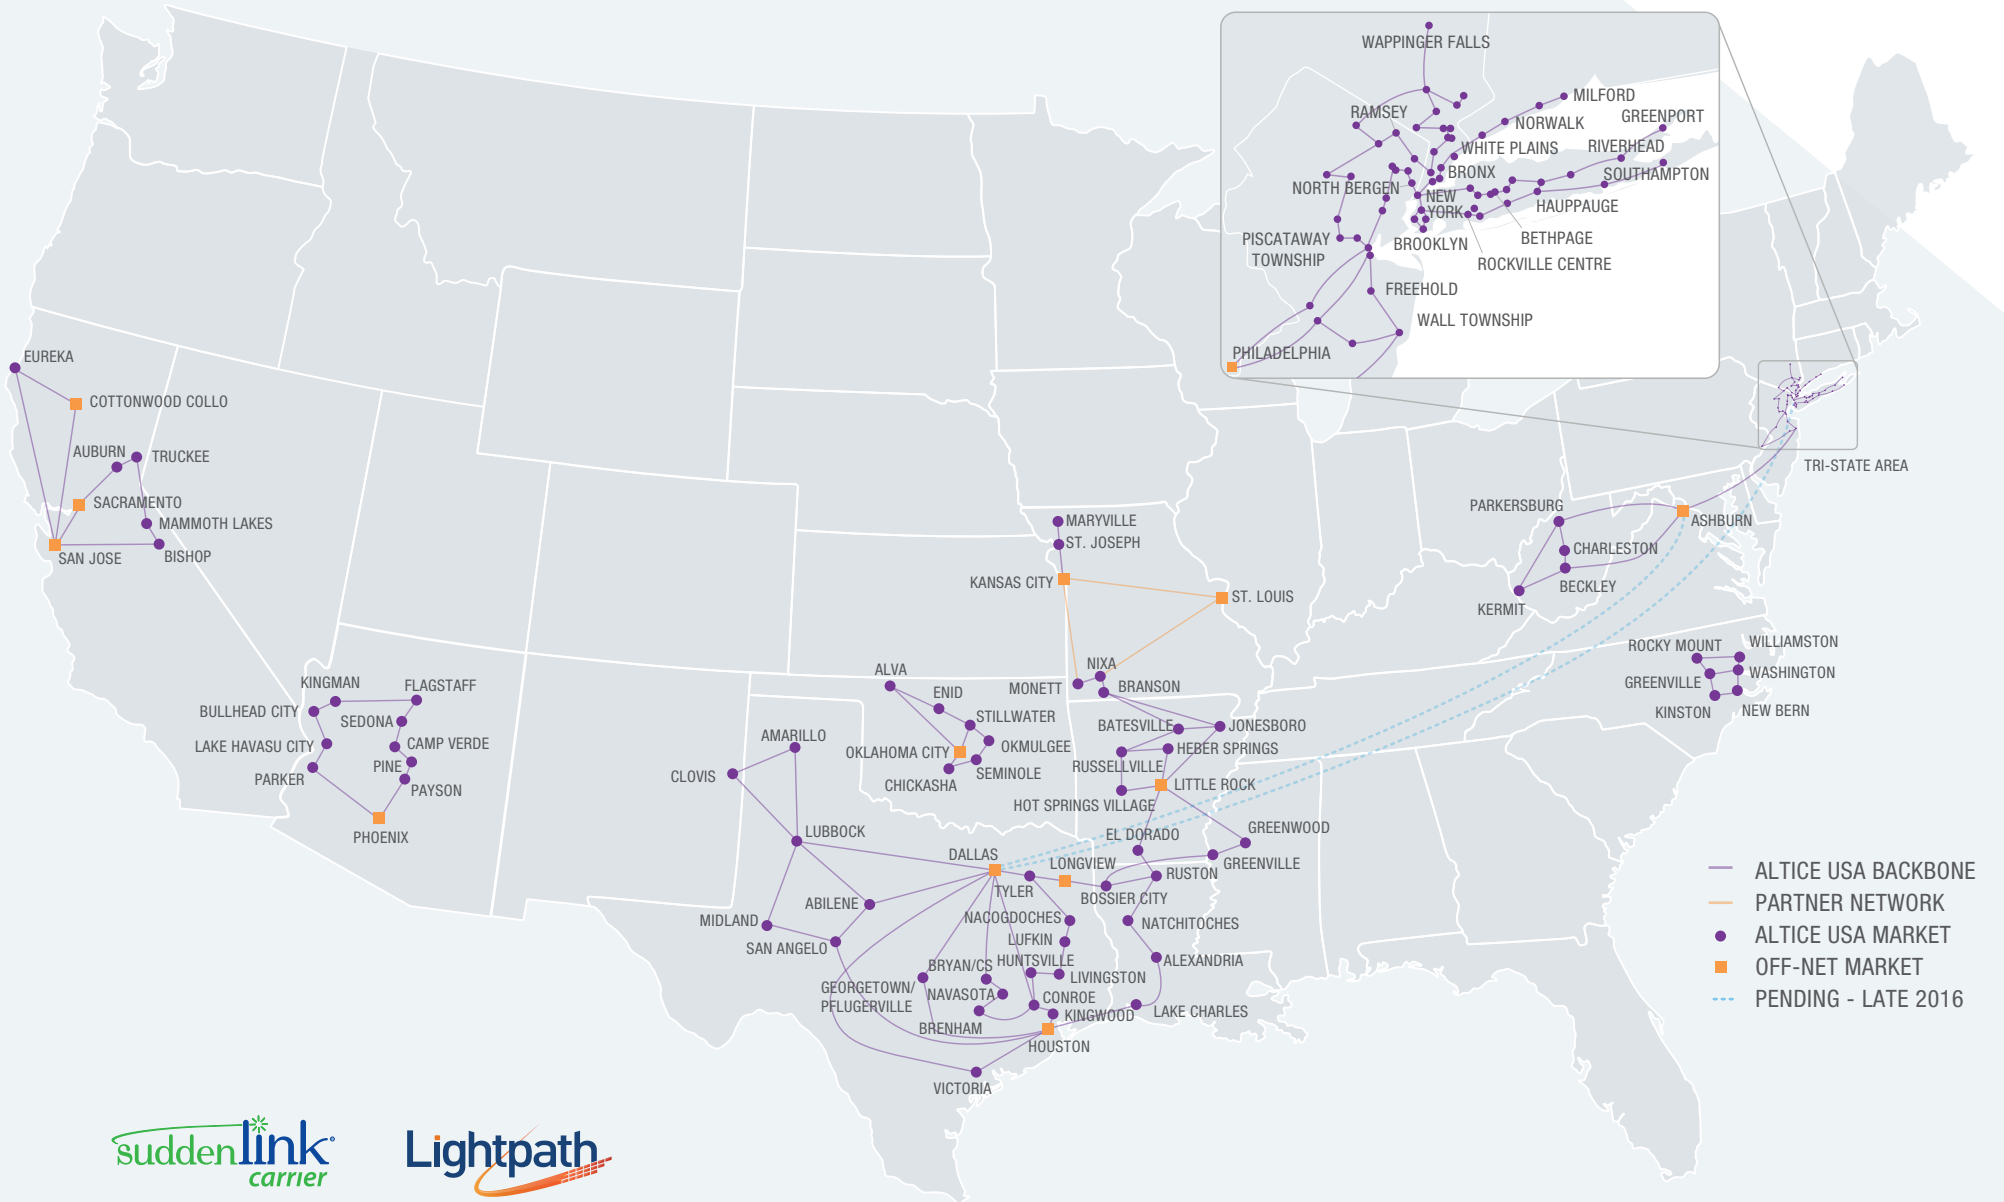 WAPPINGER FALLS
RAMSEY
MILFORD
NORWALK
GREENPORT
WHITE PLAINS
RIVERHEAD
BRONX
SOUTHAMPTON
NORTH BERGEN
NEW
YORK
HAUPPAUGE
PISCATAWAY
TOWNSHIP
BROOKLYN
BETHPAGE
ROCKVILLE CENTRE
FREEHOLD
WALL TOWNSHIP
PHILADELPHIA
TRI-STATE AREA
EUREKA
COTTONWOOD COLLO
AUBURN
TRUCKEE
SACRAMENTO
MAMMOTH LAKES
SAN JOSE
BISHOP
KINGMAN
FLAGSTAFF
BULLHEAD CITY
SEDONA
LAKE HAVASU CITY
CAMP VERDE
PARKER
PINE
PAYSON
PHOENIX
MARYVILLE
ST. JOSEPH
KANSAS CITY
ST. LOUIS
NIXA
MONETT
BRANSON
ALVA
ENID
STILLWATER
OKLAHOMA CITY
OKMULGEE
SEMINOLE
CHICKASHA
BATESVILLE
JONESBORO
HEBER SPRINGS
RUSSELLVILLE
LITTLE ROCK
HOT SPRINGS VILLAGE
EL DORADO
GREENWOOD
GREENVILLE
AMARILLO
CLOVIS
LUBBOCK
DALLAS
LONGVIEW
TYLER
BOSSIER CITY
RUSTON
ABILENE
MIDLAND
SAN ANGELO
NACOGDOCHES
NATCHITOCHES
LUFKIN
HUNTSVILLE
LIVINGSTON
ALEXANDRIA
BRYAN/CS
GEORGETOWN/
PFLUGERVILLE
NAVASOTA
CONROE
KINGWOOD
LAKE CHARLES
BRENHAM
HOUSTON
VICTORIA
PARKERSBURG
ASHBURN
CHARLESTON
BECKLEY
KERMIT
ROCKY MOUNT
WILLIAMSTON
GREENVILLE
WASHINGTON
KINSTON
NEW BERN
ALTICE USA BACKBONE
PARTNER NETWORK
ALTICE USA MARKET
OFF-NET MARKET
PENDING - LATE 2016
suddenlink
carrier
Lightpath